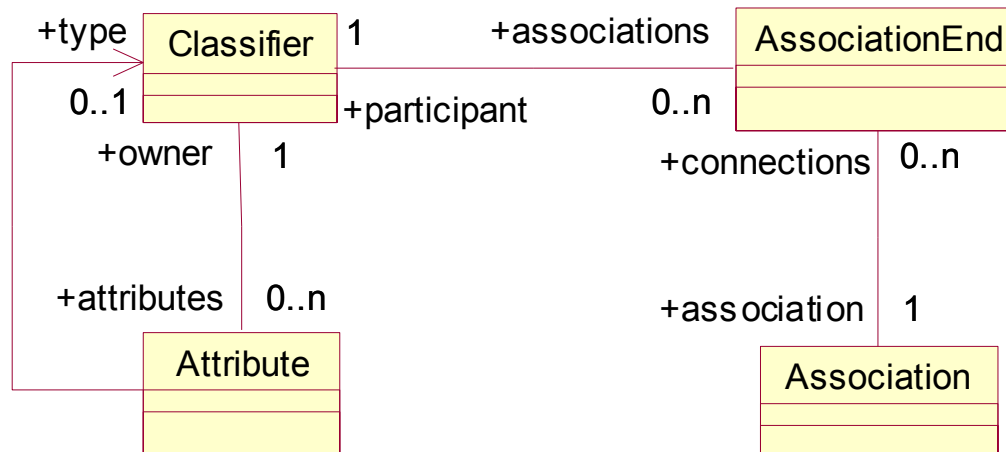 +type
Classifier
1
+associations
AssociationEnd
0..1
+participant
0..n
+owner
1
+connections
0..n
+attributes
0..n
+association
1
Attribute
Association